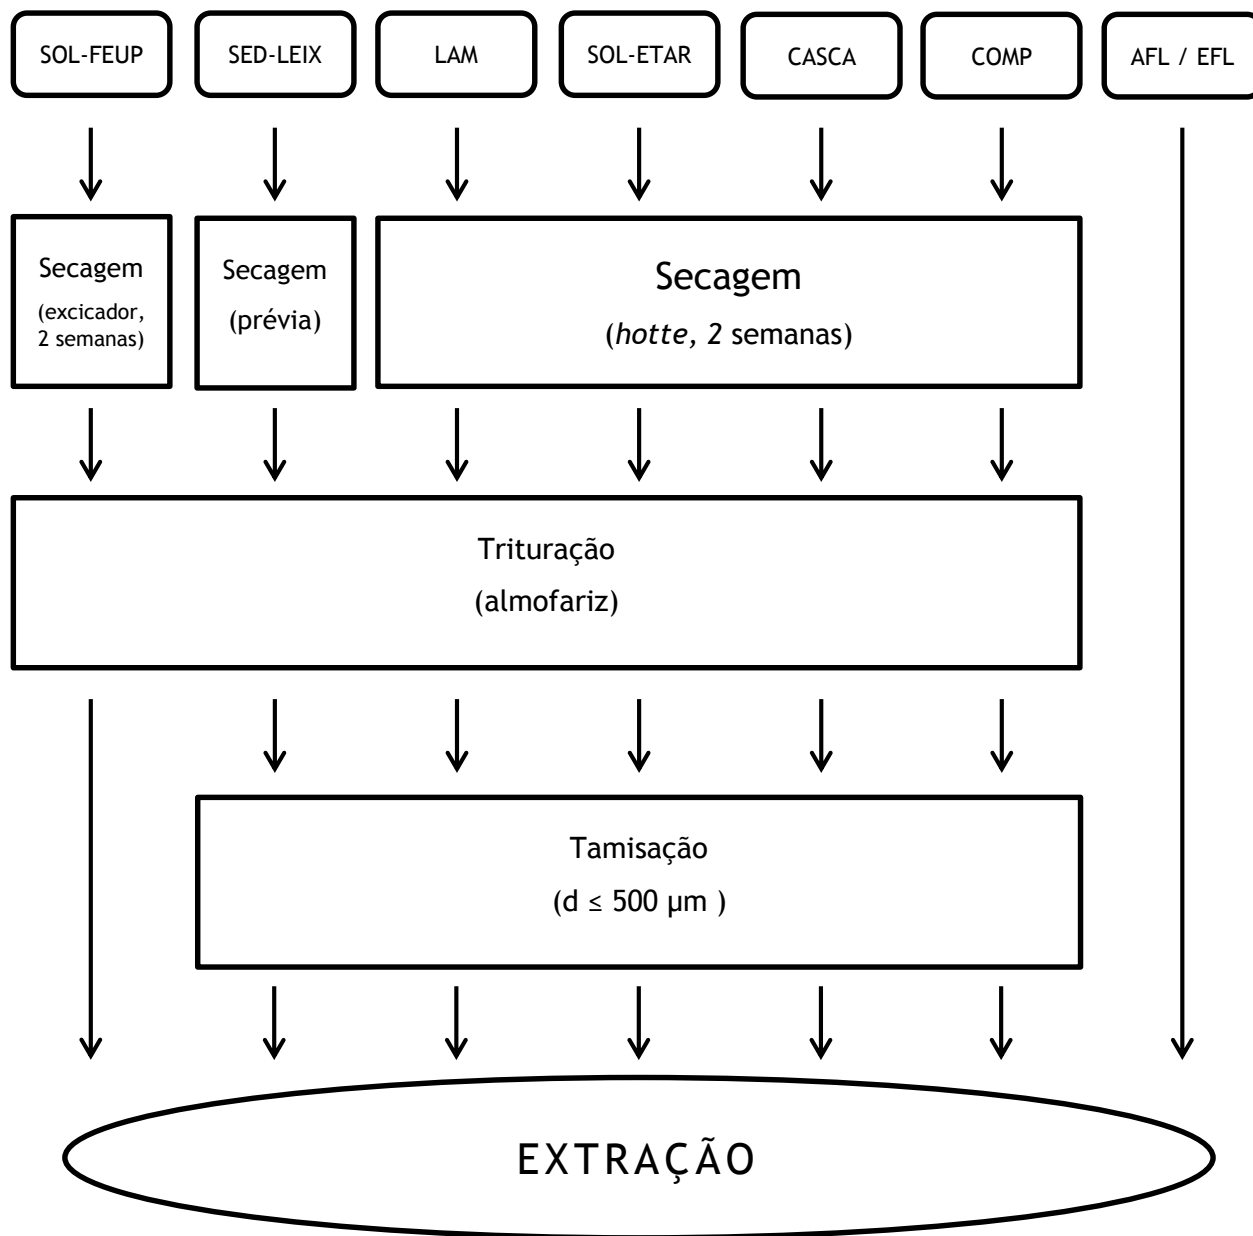 SOL-FEUP
SED-LEIX
LAM
SOL-ETAR
CASCA
COMP
AFL / EFL
Secagem
(excicador,
2 semanas)
Secagem
(prévia)
Secagem
(hotte, 2 semanas)
Trituração
(almofariz)
Tamisação
(d ≤ 500 µm )
EXTRAÇÃO